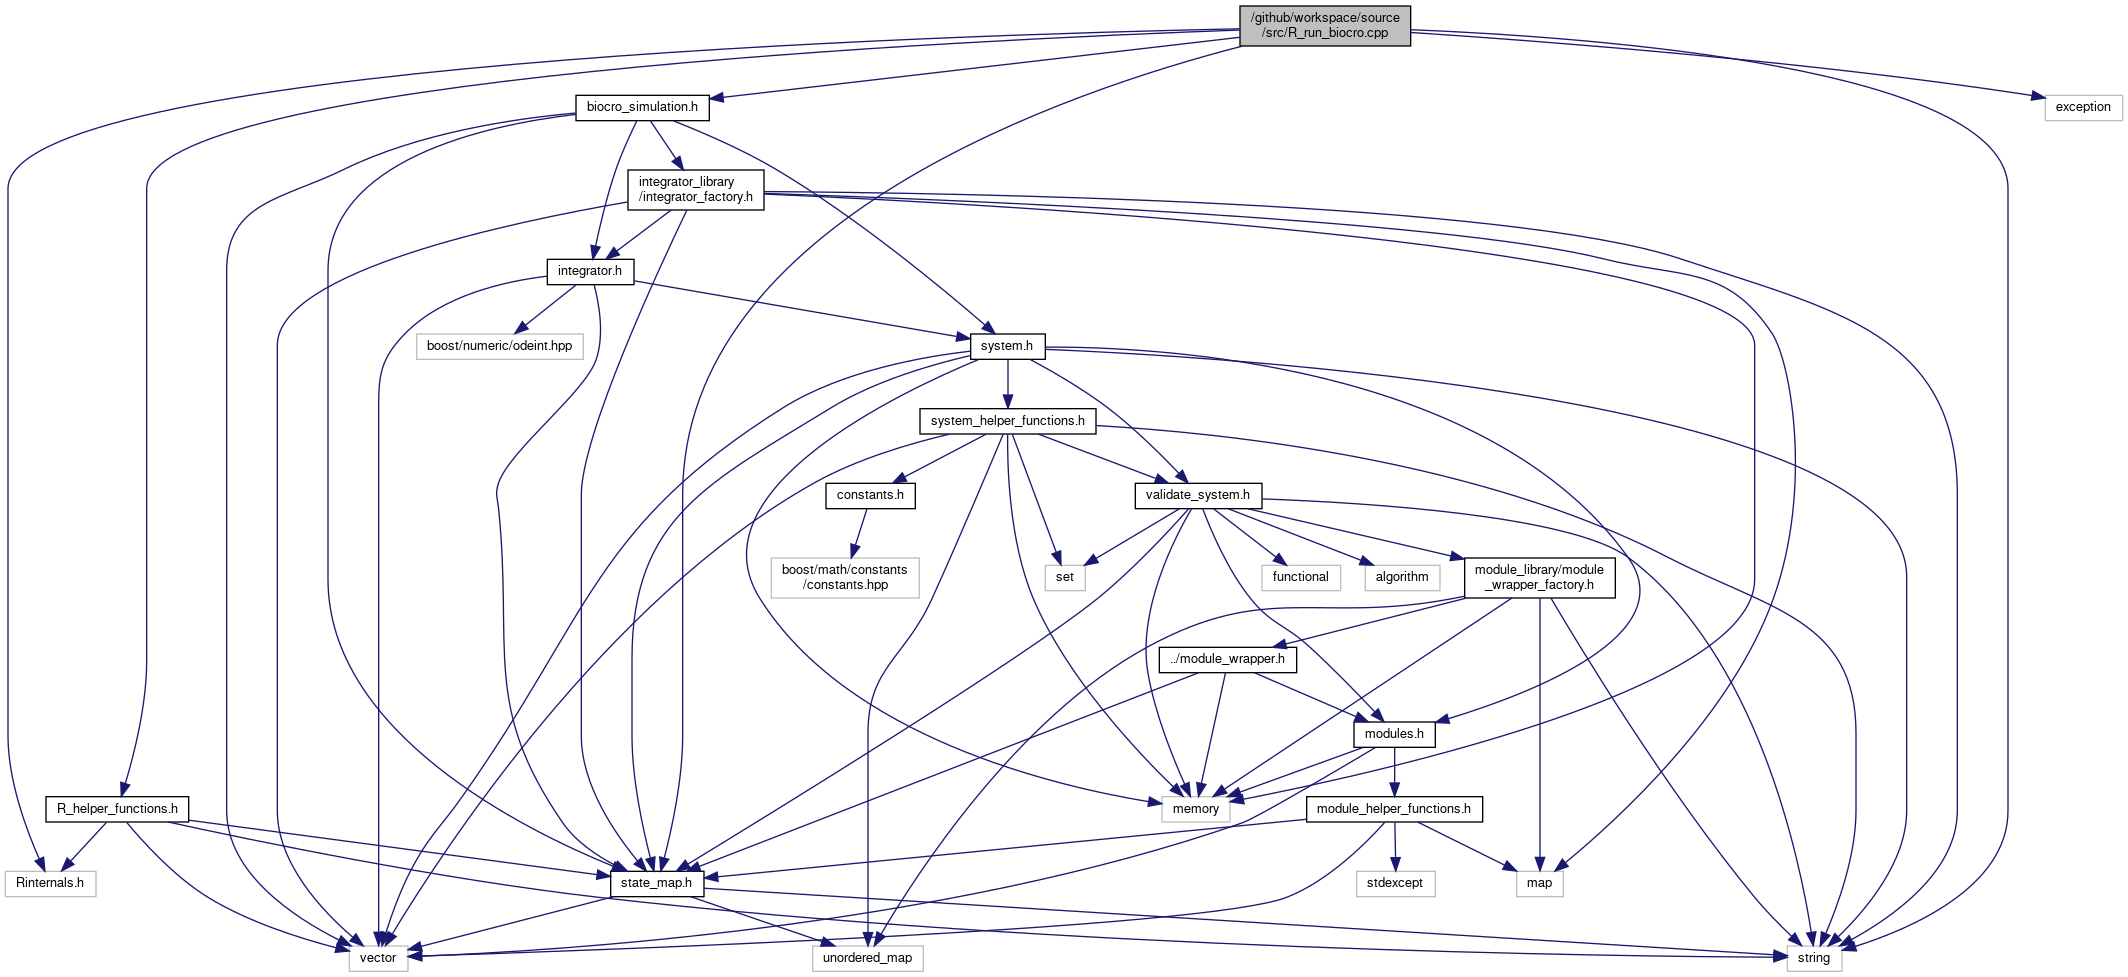 /github/workspace/source
/src/R_run_biocro.cpp
biocro_simulation.h
exception
integrator_library
/integrator_factory.h
integrator.h
boost/numeric/odeint.hpp
system.h
system_helper_functions.h
constants.h
validate_system.h
boost/math/constants
/constants.hpp
set
functional
algorithm
module_library/module
_wrapper_factory.h
../module_wrapper.h
modules.h
R_helper_functions.h
memory
module_helper_functions.h
Rinternals.h
state_map.h
stdexcept
map
vector
unordered_map
string